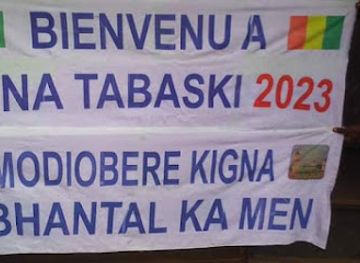 BIENVENU A
NA TABASKI 2023
MODIOBERE KIGNA
BHANTAL KA MEN